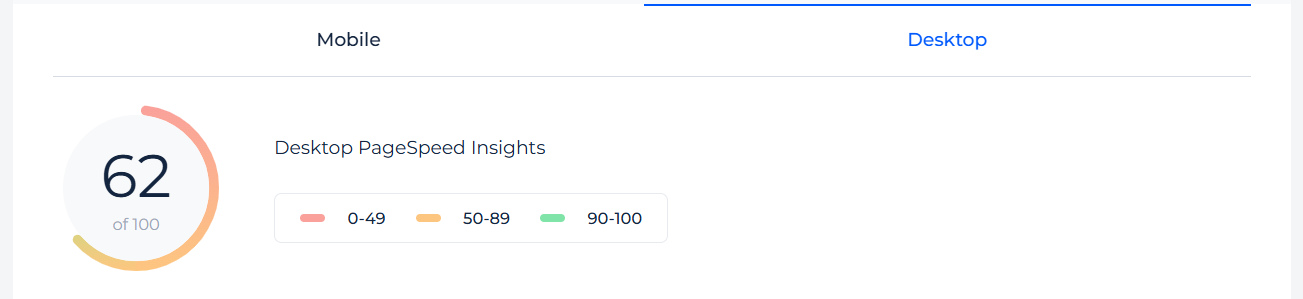 Mobile
Desktop
62
of 100
Desktop PageSpeed Insights
0-49
50-89
90-100